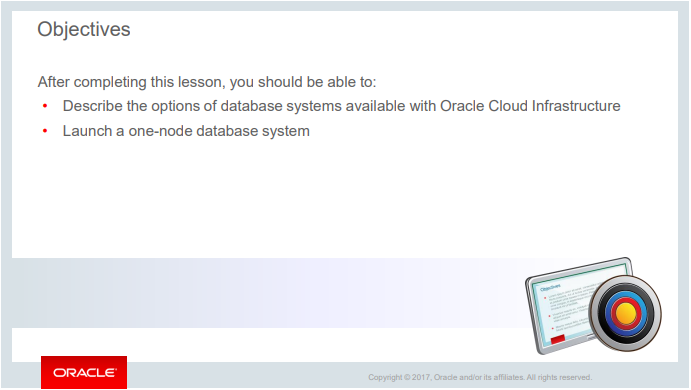 Objectives
After completing this lesson, you should be able to:
• Describe the options of database systems available with Oracle Cloud Infrastructure
• Launch a one-node database system
Objectives
ORACLE
Copyright © 2017, Oracle and/or its affiliates. All rights reserved.